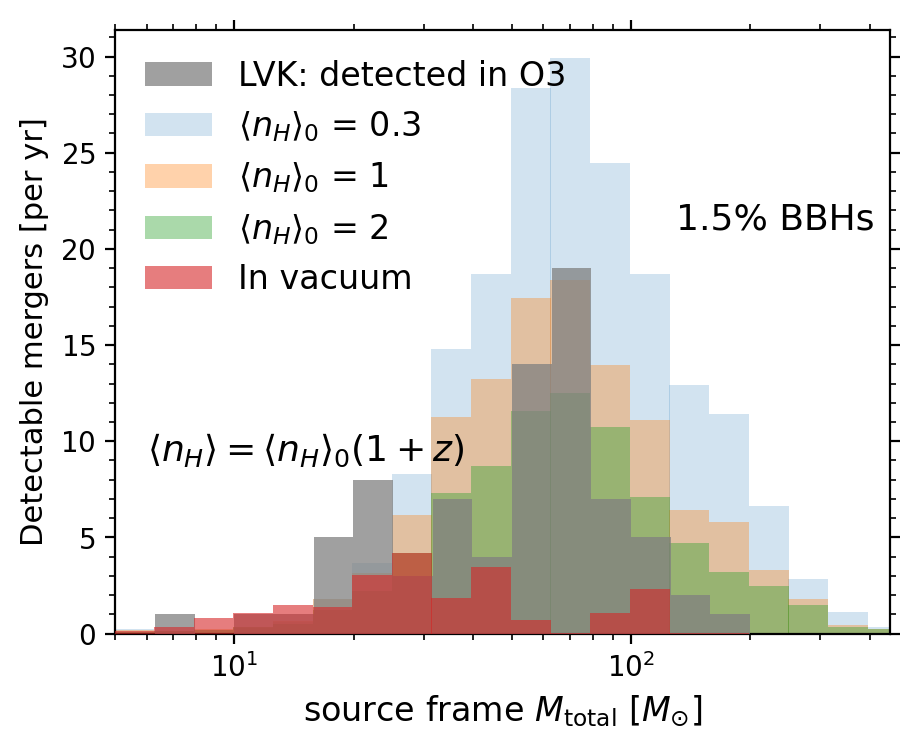 LVK: detected in O3
⟨n_H⟩₀ = 0.3
⟨n_H⟩₀ = 1
⟨n_H⟩₀ = 2
In vacuum
1.5% BBHs
⟨n_H⟩ = ⟨n_H⟩₀(1 + z)
Detectable mergers [per yr]
30
25
20
15
10
5
0
10¹
10²
source frame M_total [M_⊙]